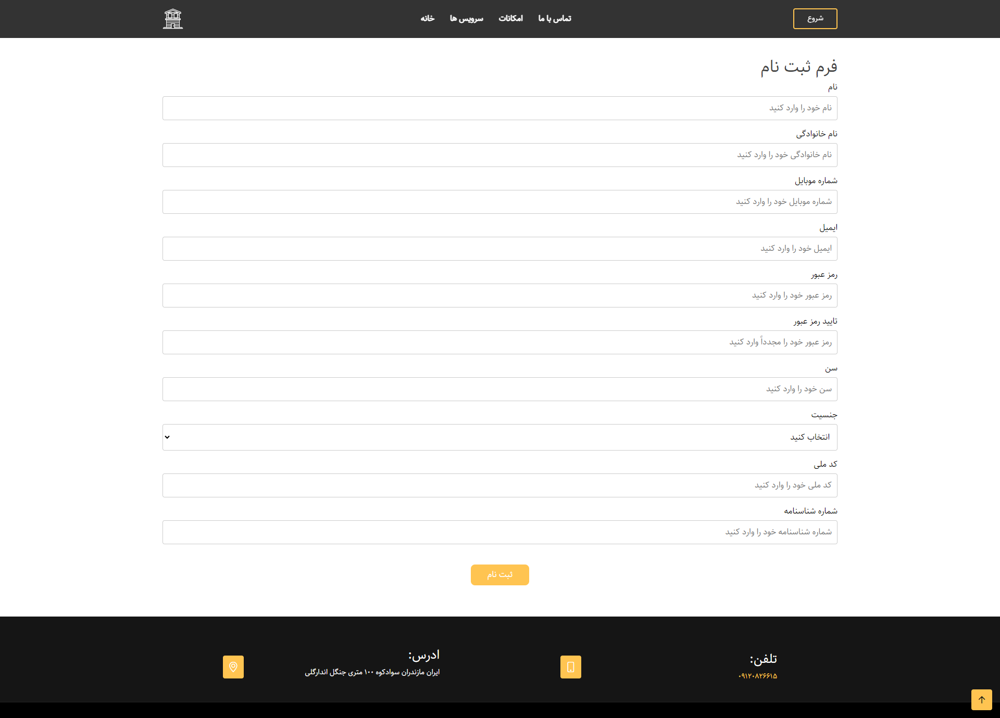 شروع
تماس با ما
امکانات
سرویس ها
خانه
فرم ثبت نام
نام
نام خود را وارد کنید
نام خانوادگی
نام خانوادگی خود را وارد کنید
شماره موبایل
شماره موبایل خود را وارد کنید
ایمیل
ایمیل خود را وارد کنید
رمز عبور
رمز عبور خود را وارد کنید
تایید رمز عبور
رمز عبور خود را مجدداً وارد کنید
سن
سن خود را وارد کنید
جنسیت
انتخاب کنید
کد ملی
کد ملی خود را وارد کنید
شماره شناسنامه
شماره شناسنامه خود را وارد کنید
ثبت نام
تلفن:
۰۹۱۲۰۸۲۶۶۱۵
ادرس:
ایران مازندران سوادکوه ۱۰۰ متری جنگل اندارگلی